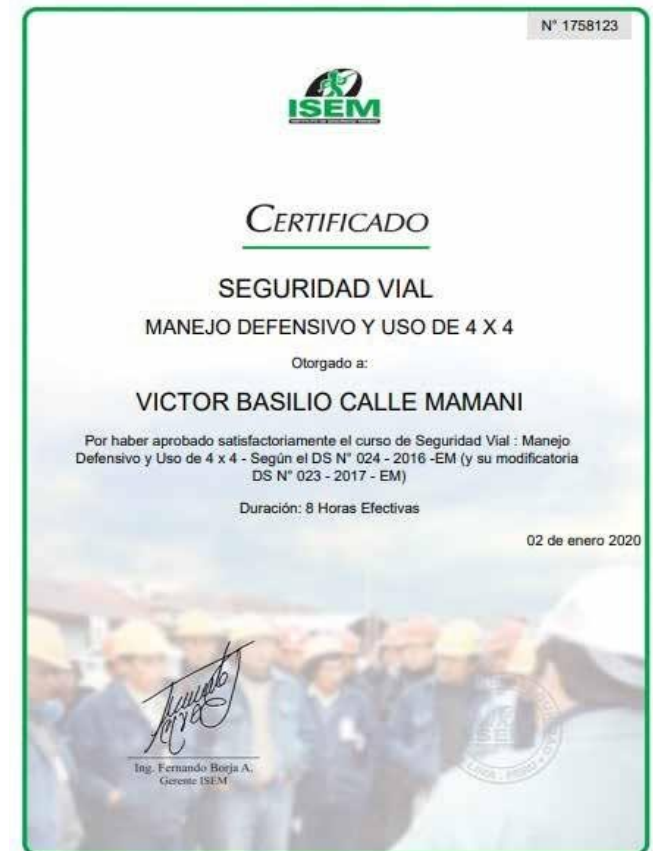 N° 1758123
ISEM
CERTIFICADO
SEGURIDAD VIAL
MANEJO DEFENSIVO Y USO DE 4 X 4
Otorgado a:
VICTOR BASILIO CALLE MAMANI
Por haber aprobado satisfactoriamente el curso de Seguridad Vial : Manejo
Defensivo y Uso de 4 x 4 - Según el DS N° 024 - 2016 -EM (y su modificatoria
DS N° 023 - 2017 - EM)
Duración: 8 Horas Efectivas
02 de enero 2020
Ing. Fernando Borja A.
Gerente ISEM